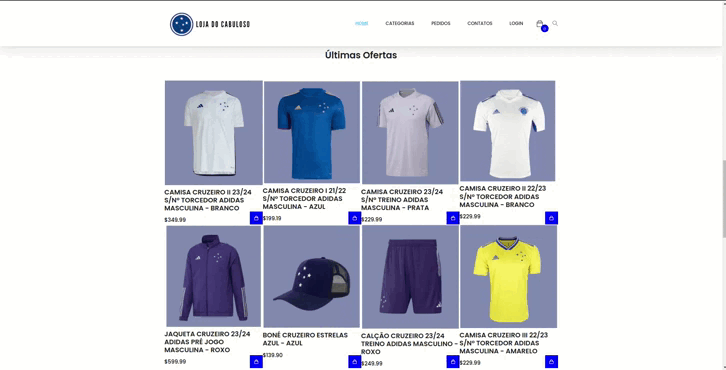 LOJA DO CABULOSO
HOME CATEGORIAS PEDIDOS CONTATOS LOGIN
0
Últimas Ofertas
CAMISA CRUZEIRO II 23/24
S/Nº TORCEDOR ADIDAS
MASCULINA - BRANCO
$349.99
CAMISA CRUZEIRO I 21/22
S/Nº TORCEDOR ADIDAS
MASCULINA - AZUL
$199.19
CAMISA CRUZEIRO 23/24
S/Nº TREINO ADIDAS
MASCULINA - PRATA
$229.99
CAMISA CRUZEIRO II 22/23
S/Nº TORCEDOR ADIDAS
MASCULINA - BRANCO
$229.99
JAQUETA CRUZEIRO 23/24
ADIDAS PRÉ JOGO
MASCULINA - ROXO
$599.99
BONÉ CRUZEIRO ESTRELAS
AZUL - AZUL
$139.90
CALÇÃO CRUZEIRO 23/24
TREINO ADIDAS MASCULINO -
ROXO
$249.99
CAMISA CRUZEIRO III 22/23
S/Nº TORCEDOR ADIDAS
MASCULINA - AMARELO
$229.99